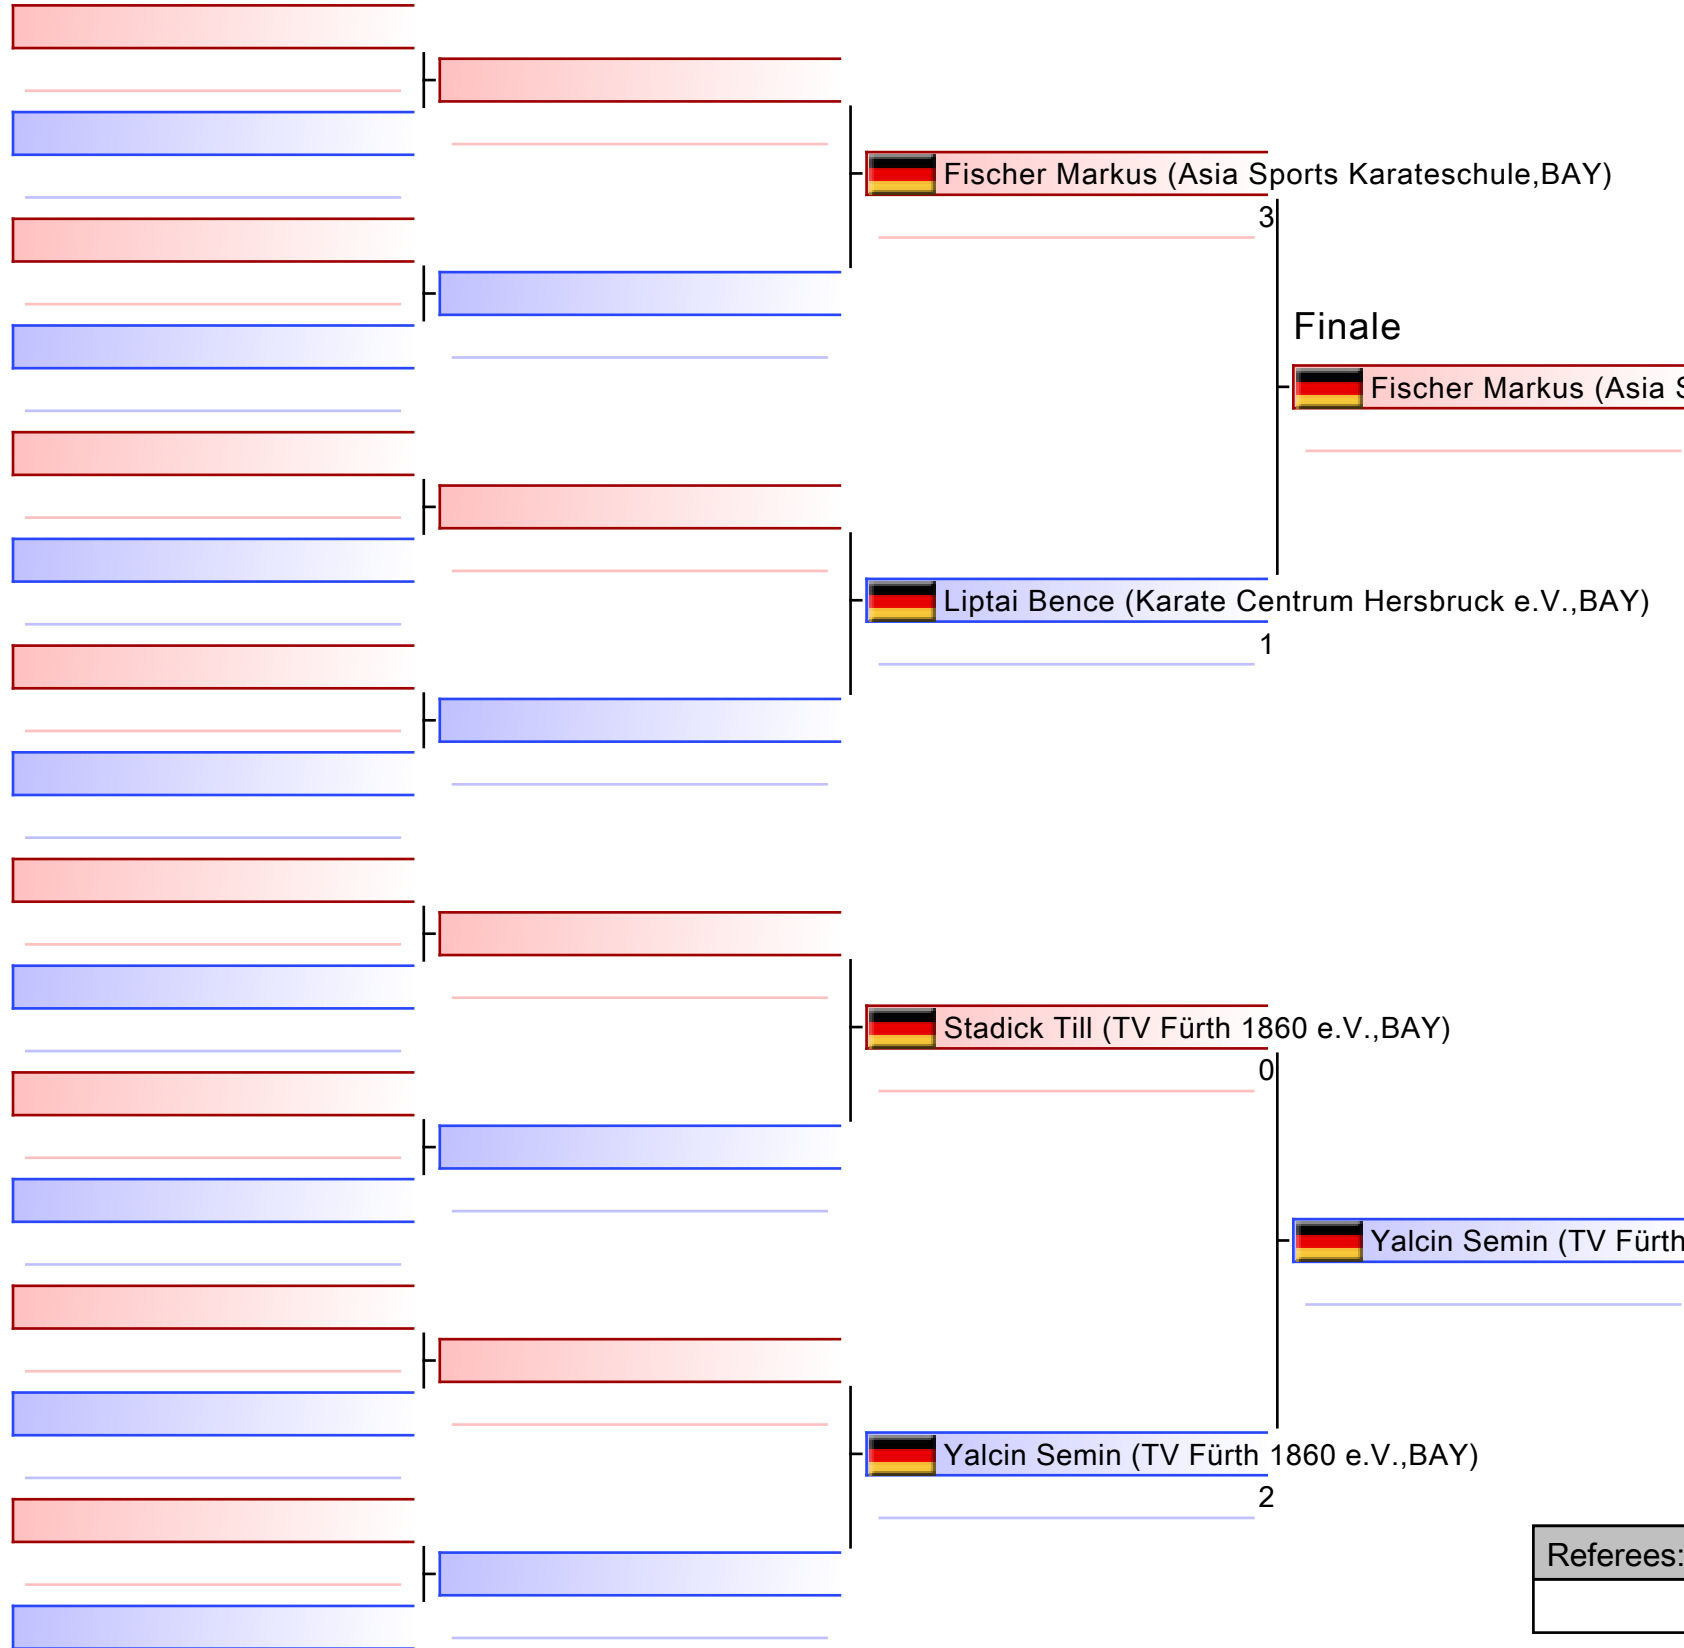 Fischer Markus (Asia Sports Karateschule,BAY)
3
Finale
Fischer Markus (Asia S
Liptai Bence (Karate Centrum Hersbruck e.V.,BAY)
1
Stadick Till (TV Fürth 1860 e.V.,BAY)
0
Yalcin Semin (TV Fürth
Yalcin Semin (TV Fürth 1860 e.V.,BAY)
2
Referees: